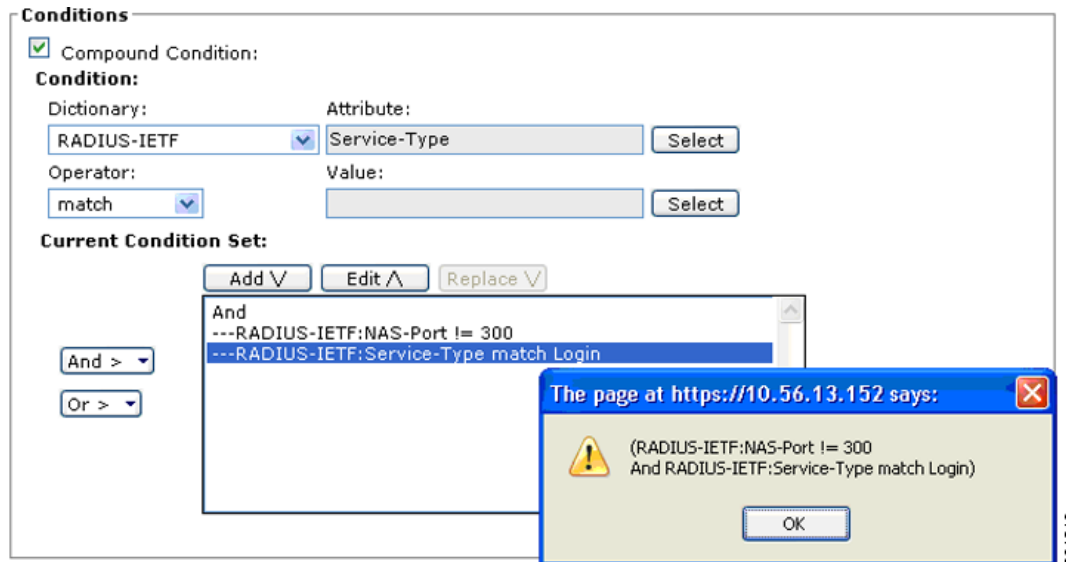 Conditions
Compound Condition:
Condition:
Dictionary: Attribute:
RADIUS-IETF Service-Type Select
Operator: Value:
match Select
Current Condition Set:
Add V Edit Λ Replace V
And
---RADIUS-IETF:NAS-Port != 300
---RADIUS-IETF:Service-Type match Login
And >
Or >
The page at https://10.56.13.152 says:
(RADIUS-IETF:NAS-Port != 300
And RADIUS-IETF:Service-Type match Login)
OK